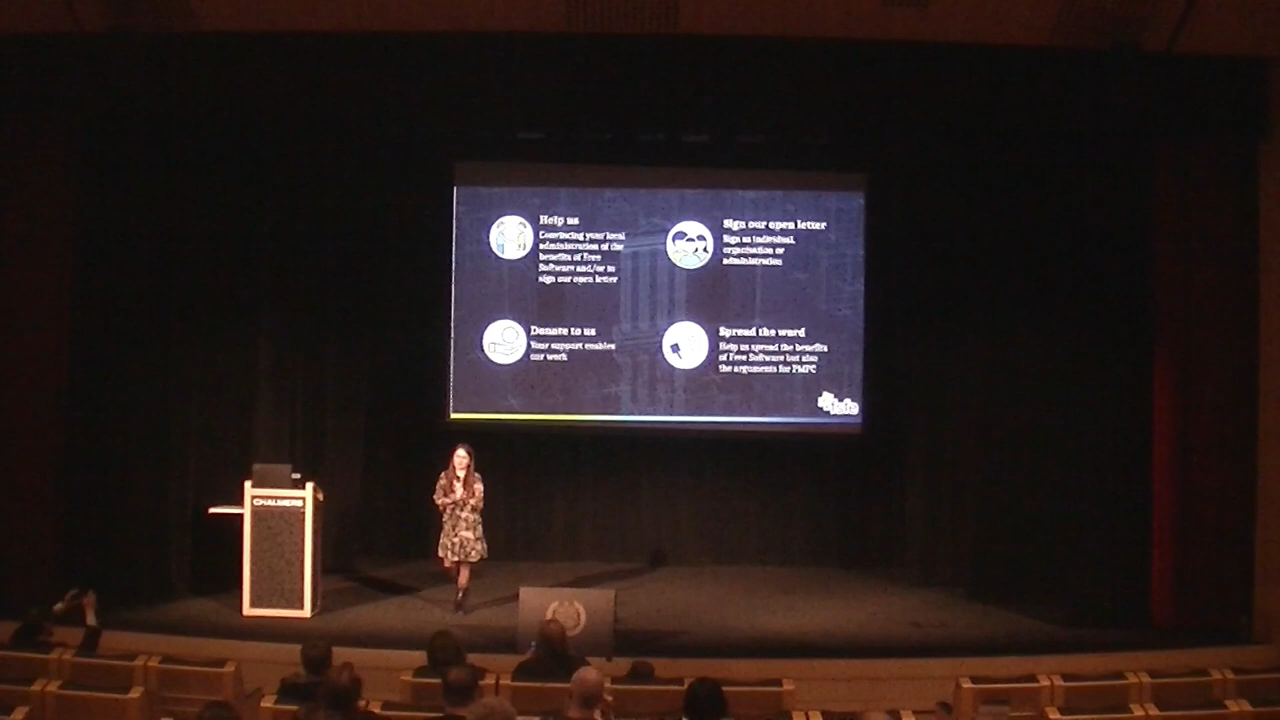 Help us
Convincing your local
administration of the
benefits of Free
Software and/or to
sign our open letter
Sign our open letter
Sign as individual,
organisation or
administration
Donate to us
Your support enables
our work
Spread the word
Help us spread the benefits
of Free Software but also
the arguments for PMPC
fsfe
CHALMERS